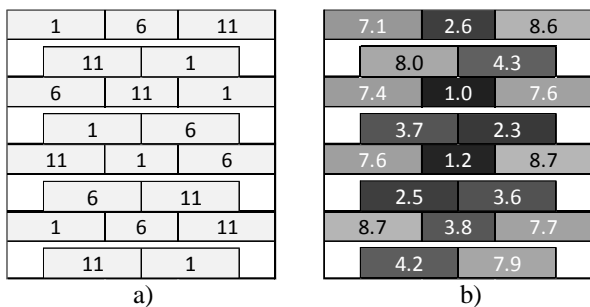 1 6 11 7.1 2.6 8.6
11 1 8.0 4.3
6 11 1 7.4 1.0 7.6
1 6 3.7 2.3
11 1 6 7.6 1.2 8.7
6 11 2.5 3.6
1 6 11 8.7 3.8 7.7
11 1 4.2 7.9
a) b)